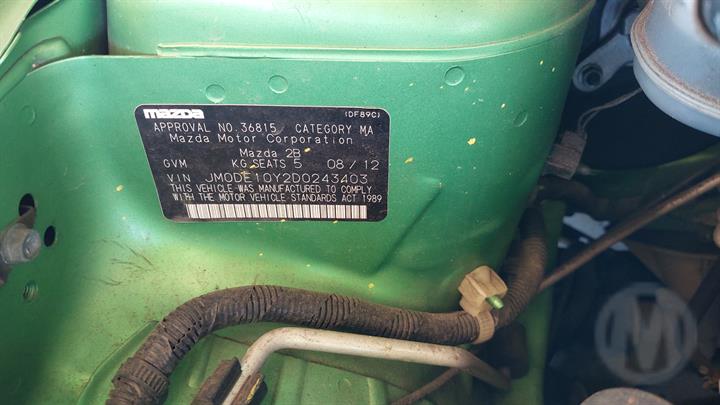 mazda (DF89C)
APPROVAL NO.36815 CATEGORY MA
Mazda Motor Corporation
Mazda 2B
GVM KG SEATS 5 08/12
VIN JM0DE10Y2D0243403
THIS VEHICLE WAS MANUFACTURED TO COMPLY
WITH THE MOTOR VEHICLE STANDARDS ACT 1989
M